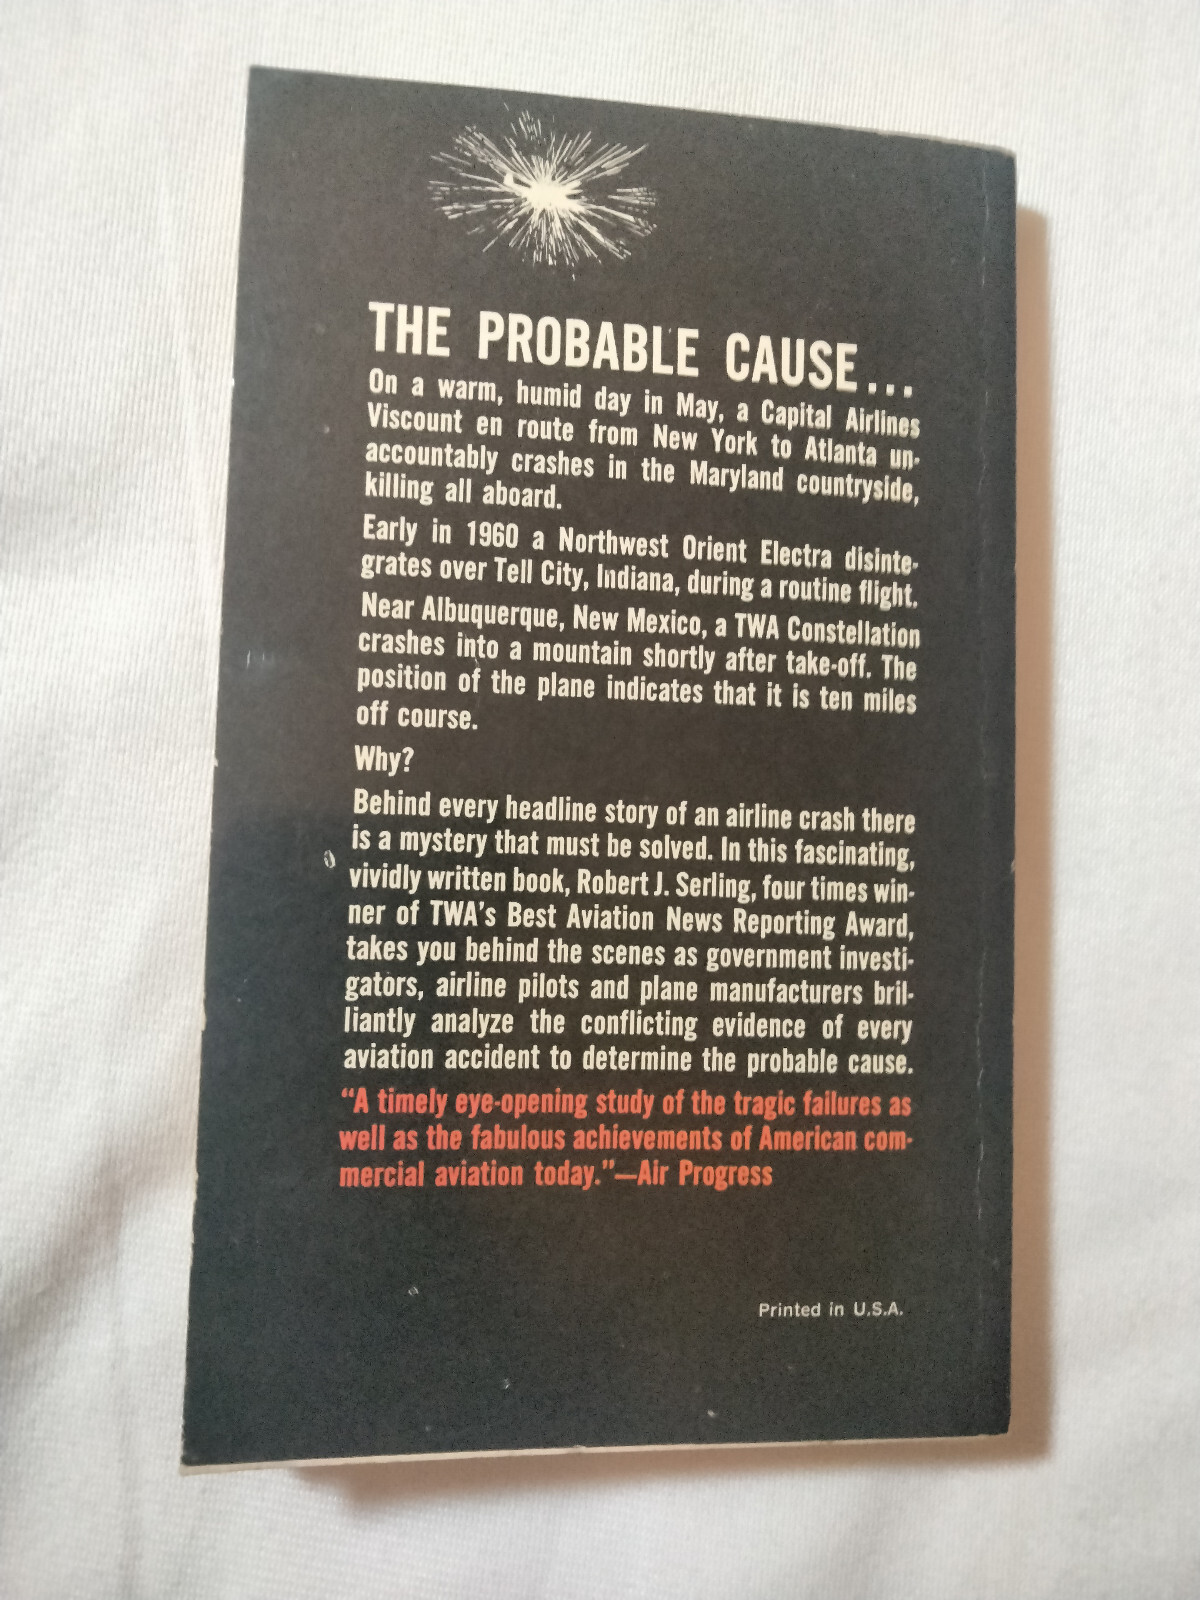 THE PROBABLE CAUSE...
On a warm, humid day in May, a Capital Airlines
Viscount en route from New York to Atlanta un-
accountably crashes in the Maryland countryside,
killing all aboard.
Early in 1960 a Northwest Orient Electra disinte-
grates over Tell City, Indiana, during a routine flight.
Near Albuquerque, New Mexico, a TWA Constellation
crashes into a mountain shortly after take-off. The
position of the plane indicates that it is ten miles
off course.
Why?
Behind every headline story of an airline crash there
is a mystery that must be solved. In this fascinating,
vividly written book, Robert J. Serling, four times win-
ner of TWA's Best Aviation News Reporting Award,
takes you behind the scenes as government investi-
gators, airline pilots and plane manufacturers bril-
liantly analyze the conflicting evidence of every
aviation accident to determine the probable cause.
“A timely eye-opening study of the tragic failures as
well as the fabulous achievements of American com-
mercial aviation today.”—Air Progress
Printed in U.S.A.